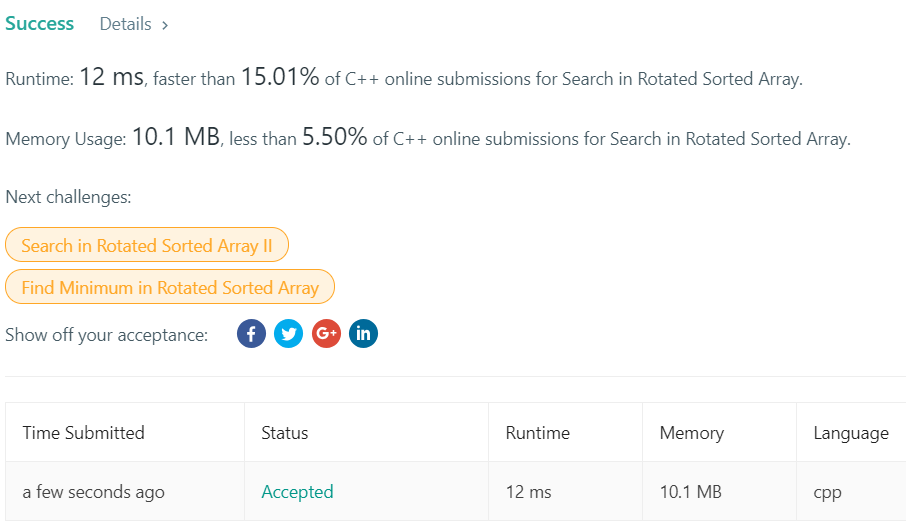 Success Details >
Runtime: 12 ms, faster than 15.01% of C++ online submissions for Search in Rotated Sorted Array.
Memory Usage: 10.1 MB, less than 5.50% of C++ online submissions for Search in Rotated Sorted Array.
Next challenges:
Search in Rotated Sorted Array II
Find Minimum in Rotated Sorted Array
Show off your acceptance: f G+ in
Time Submitted Status Runtime Memory Language
a few seconds ago Accepted 12 ms 10.1 MB cpp